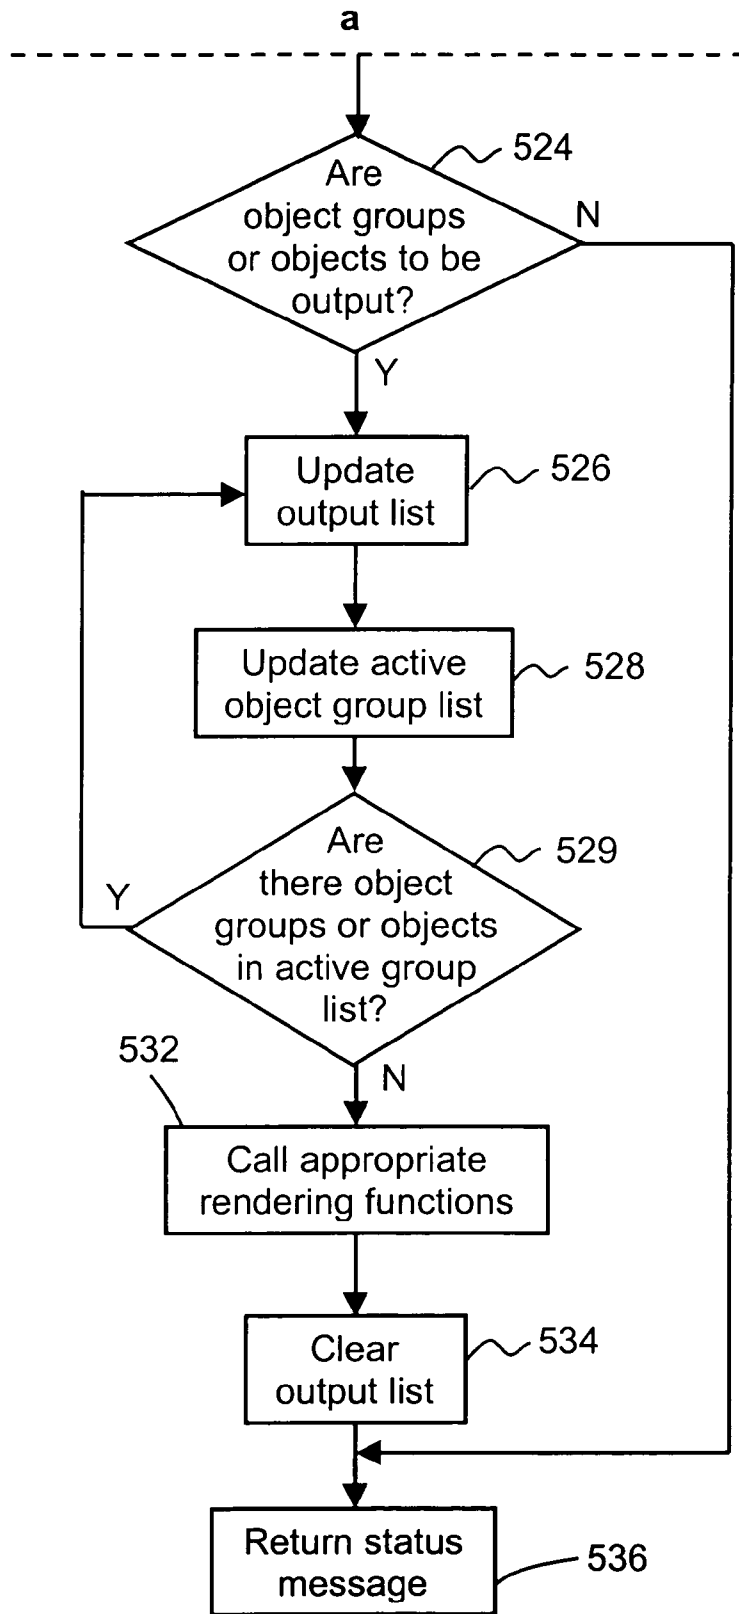 a
524
Are
object groups
or objects to be
output?
N
Y
Update
output list
526
Update active
object group list
528
Are
there object
groups or objects
in active group
list?
529
Y
N
532
Call appropriate
rendering functions
Clear
output list
534
Return status
message
536